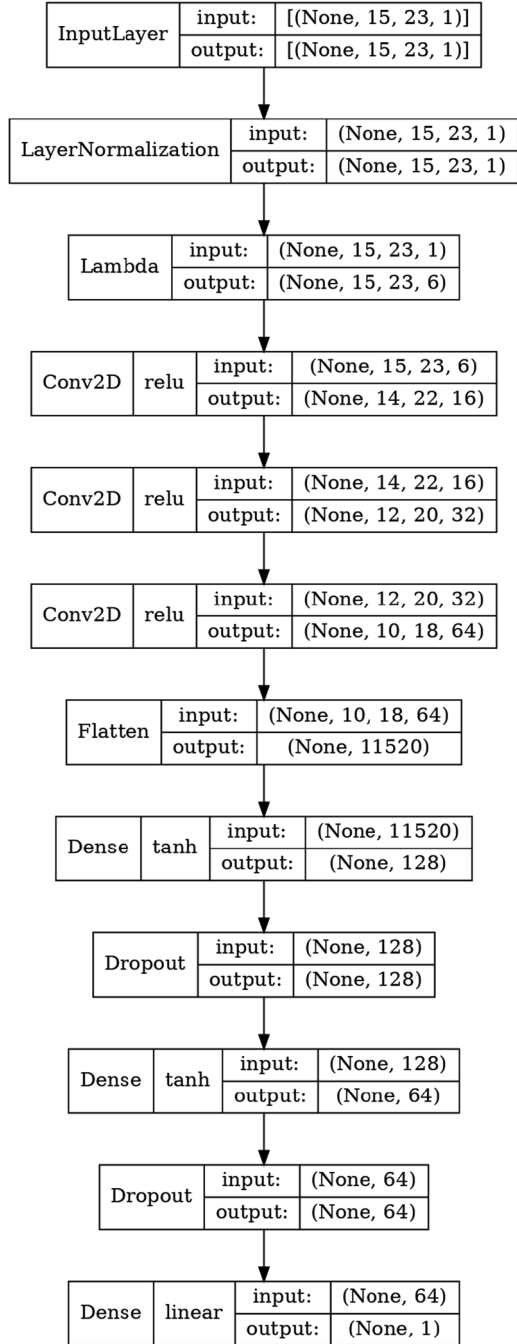 InputLayer input: [(None, 15, 23, 1)]
output: [(None, 15, 23, 1)]
LayerNormalization input: (None, 15, 23, 1)
output: (None, 15, 23, 1)
Lambda input: (None, 15, 23, 1)
output: (None, 15, 23, 6)
Conv2D relu input: (None, 15, 23, 6)
output: (None, 14, 22, 16)
Conv2D relu input: (None, 14, 22, 16)
output: (None, 12, 20, 32)
Conv2D relu input: (None, 12, 20, 32)
output: (None, 10, 18, 64)
Flatten input: (None, 10, 18, 64)
output: (None, 11520)
Dense tanh input: (None, 11520)
output: (None, 128)
Dropout input: (None, 128)
output: (None, 128)
Dense tanh input: (None, 128)
output: (None, 64)
Dropout input: (None, 64)
output: (None, 64)
Dense linear input: (None, 64)
output: (None, 1)